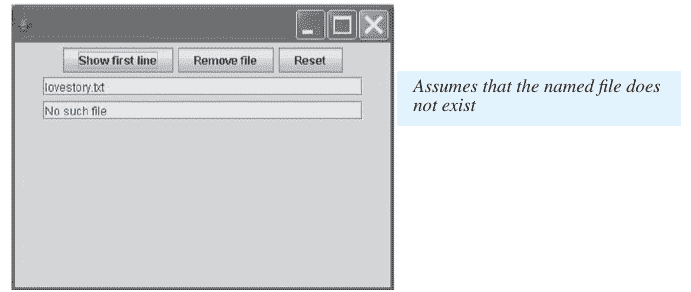 Show first line Remove file Reset
lovestory.txt
No such file
Assumes that the named file does
not exist